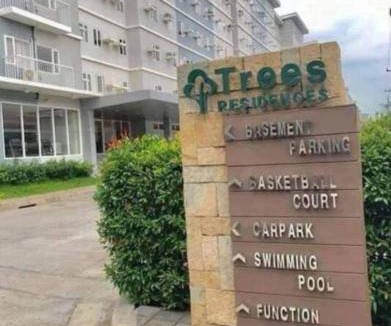 Trees
RESIDENCES
BASEMENT
PARKING
BASKETBALL
COURT
CARPARK
SWIMMING
POOL
FUNCTION